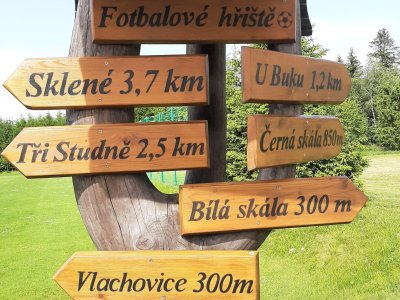 Fotbalové hřiště
Sklené 3,7 km
U Buku 1,2 km
Tři Studně 2,5 km
Černá skála 850m
Bílá skála 300 m
Vlachovice 300m